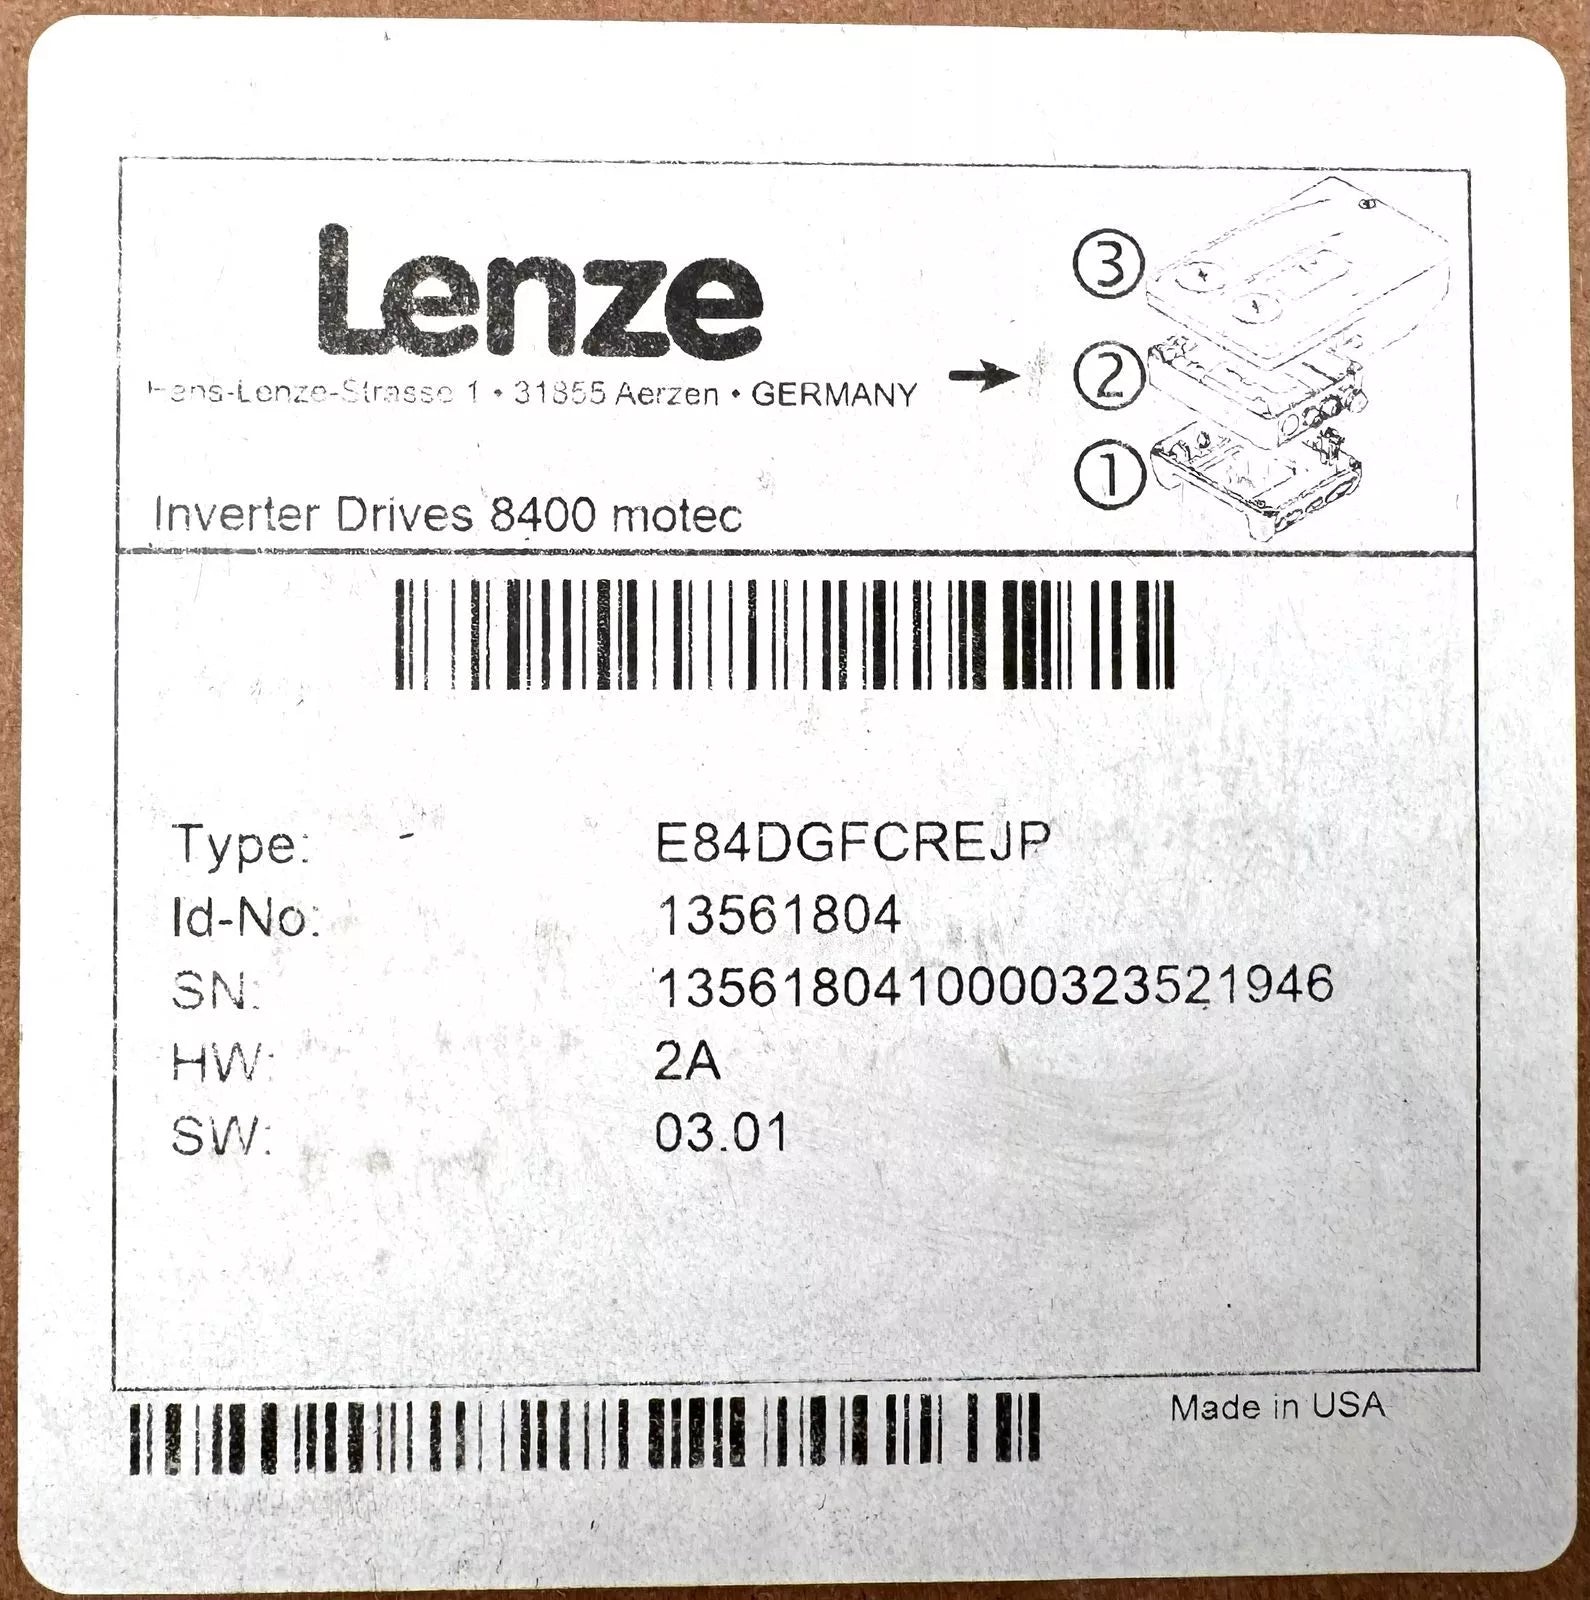 Lenze
Hans-Lenze-Strasse 1 • 31855 Aerzen • GERMANY
3
2
1
Inverter Drives 8400 motec
Type: E84DGFCREJP
Id-No: 13561804
SN: 13561804100000323521946
HW: 2A
SW: 03.01
Made in USA